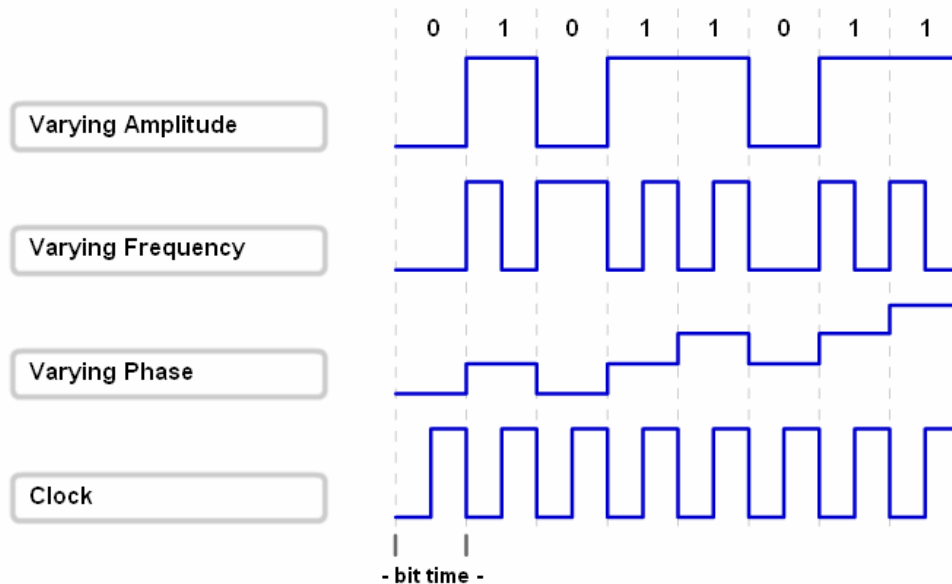 0 1 0 1 1 0 1 1
Varying Amplitude
Varying Frequency
Varying Phase
Clock
- bit time -